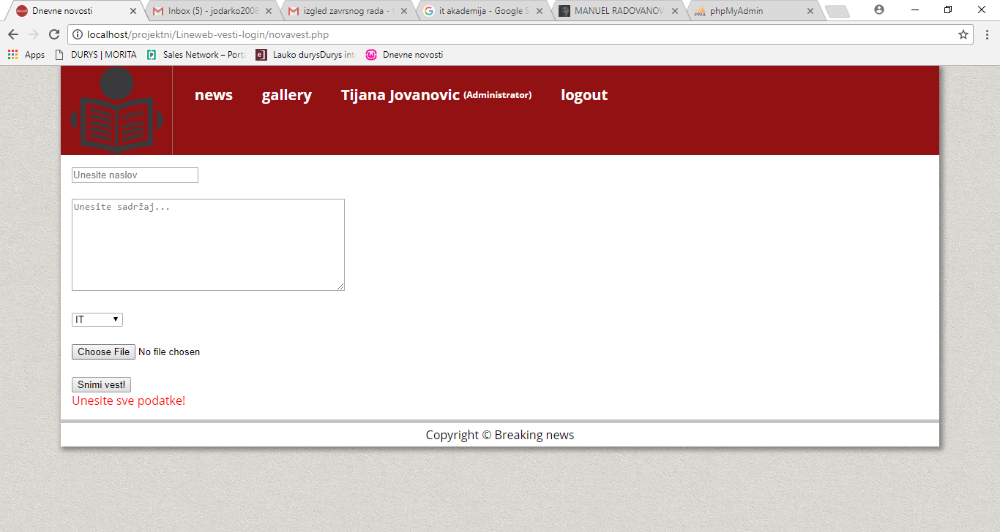 Dnevne novosti
Inbox (5) - jodarko2008
izgled zavrsnog rada -
it akademija - Google S
MANUEL RADOVANOV
phpMyAdmin
localhost/projektni/Lineweb-vesti-login/novavest.php
Apps
DURYS | MORITA
Sales Network – Porta
Lauko durysDurys inte
Dnevne novosti
news
gallery
Tijana Jovanovic (Administrator)
logout
Unesite naslov
Unesite sadržaj...
IT
Choose File No file chosen
Snimi vest!
Unesite sve podatke!
Copyright © Breaking news